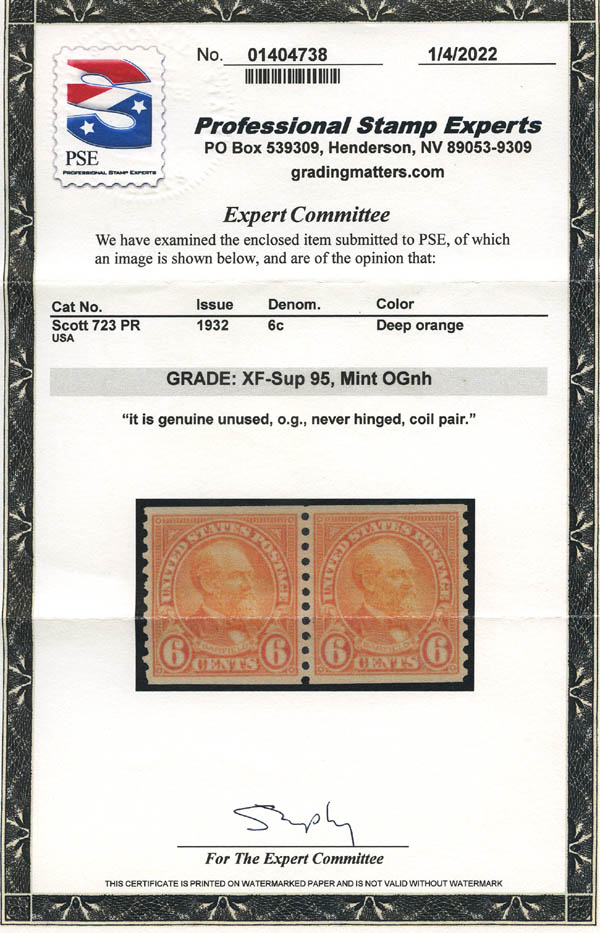 No. 01404738 1/4/2022
PSE
PROFESSIONAL STAMP EXPERTS
Professional Stamp Experts
PO Box 539309, Henderson, NV 89053-9309
gradingmatters.com
Expert Committee
We have examined the enclosed item submitted to PSE, of which
an image is shown below, and are of the opinion that:
Cat No. Issue Denom. Color
Scott 723 PR 1932 6c Deep orange
USA
GRADE: XF-Sup 95, Mint OGnh
“it is genuine unused, o.g., never hinged, coil pair.”
UNITED STATES POSTAGE UNITED STATES POSTAGE
GARFIELD GARFIELD
6 CENTS 6 6 CENTS 6
For The Expert Committee
THIS CERTIFICATE IS PRINTED ON WATERMARKED PAPER AND IS NOT VALID WITHOUT WATERMARK